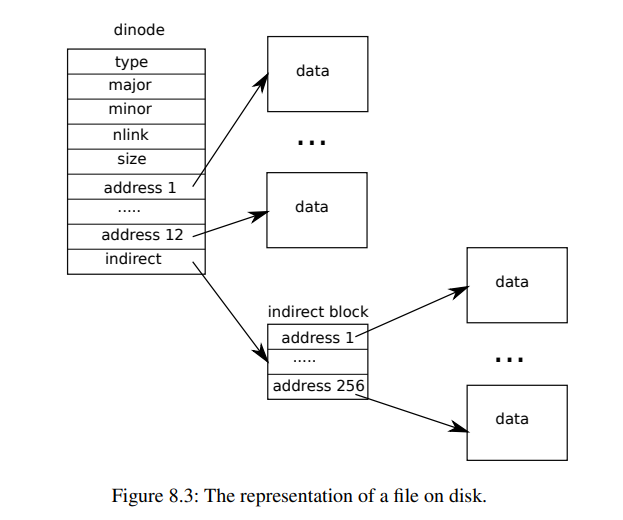 dinode
type
major
minor
nlink
size
address 1
.....
address 12
indirect
data
...
data
indirect block
address 1
.....
address 256
data
...
data
Figure 8.3: The representation of a file on disk.